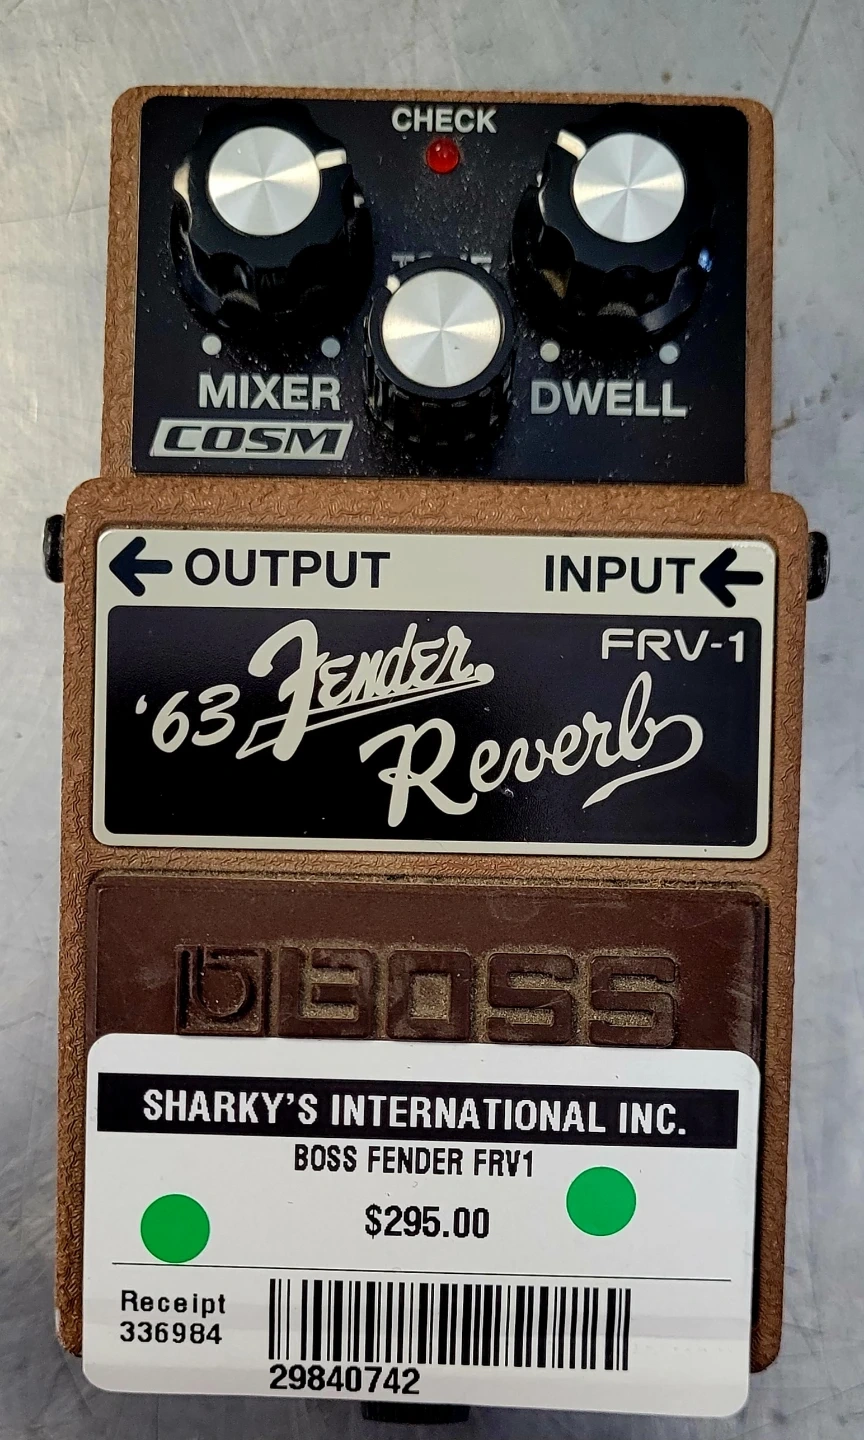 CHECK
TONE
MIXER
DWELL
COSM
← OUTPUT
INPUT ←
FRV-1
'63 Fender
Reverb
BOSS
SHARKY'S INTERNATIONAL INC.
BOSS FENDER FRV1
$295.00
Receipt
336984
29840742